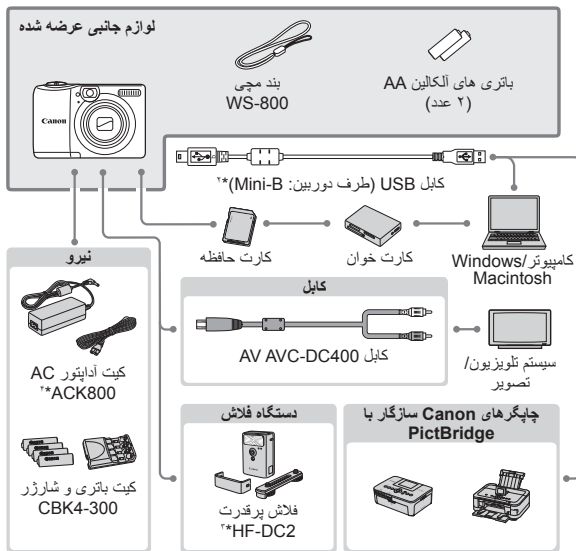 لوازم جانبی عرضه شده
Canon
بند مچی
WS-800
باتری های آلکالین AA
(۲ عدد)
کابل USB (طرف دوربین: Mini-B)*۲
کارت حافظه
کارت خوان
کامپیوتر/Windows
Macintosh
نیرو
کیت آداپتور AC
ACK800*۳
کیت باتری و شارژر
CBK4-300
کابل
کابل AV AVC-DC400
سیستم تلویزیون/
تصویر
دستگاه فلاش
فلاش پرقدرت
HF-DC2*۳
چاپگرهای Canon سازگار با
PictBridge